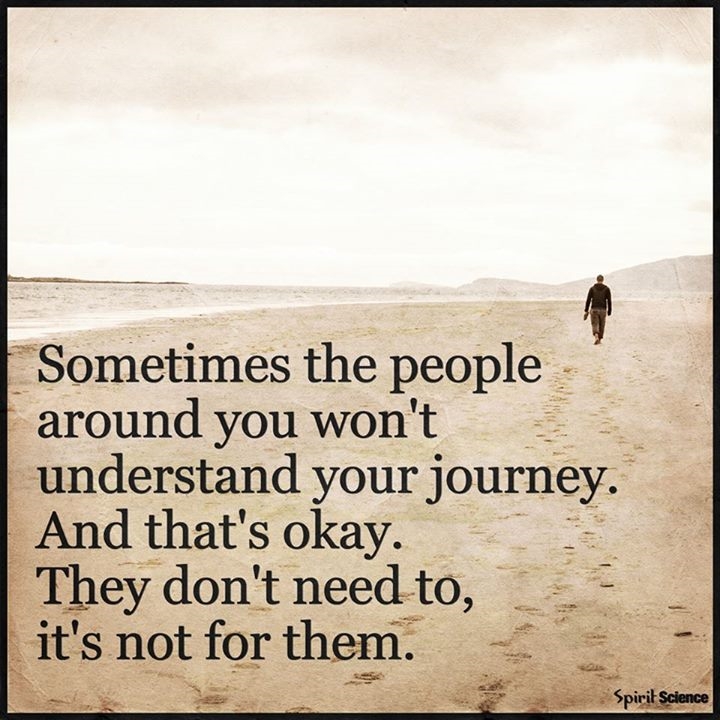 Sometimes the people
around you won't
understand your journey.
And that's okay.
They don't need to,
it's not for them.
Spirit Science